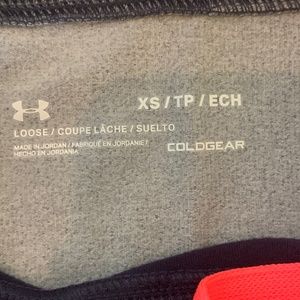 XS / TP / ECH
LOOSE / COUPE LÂCHE / SUELTO
MADE IN JORDAN / FABRIQUÉ EN JORDANIE /
HECHO EN JORDANIA
COLDGEAR